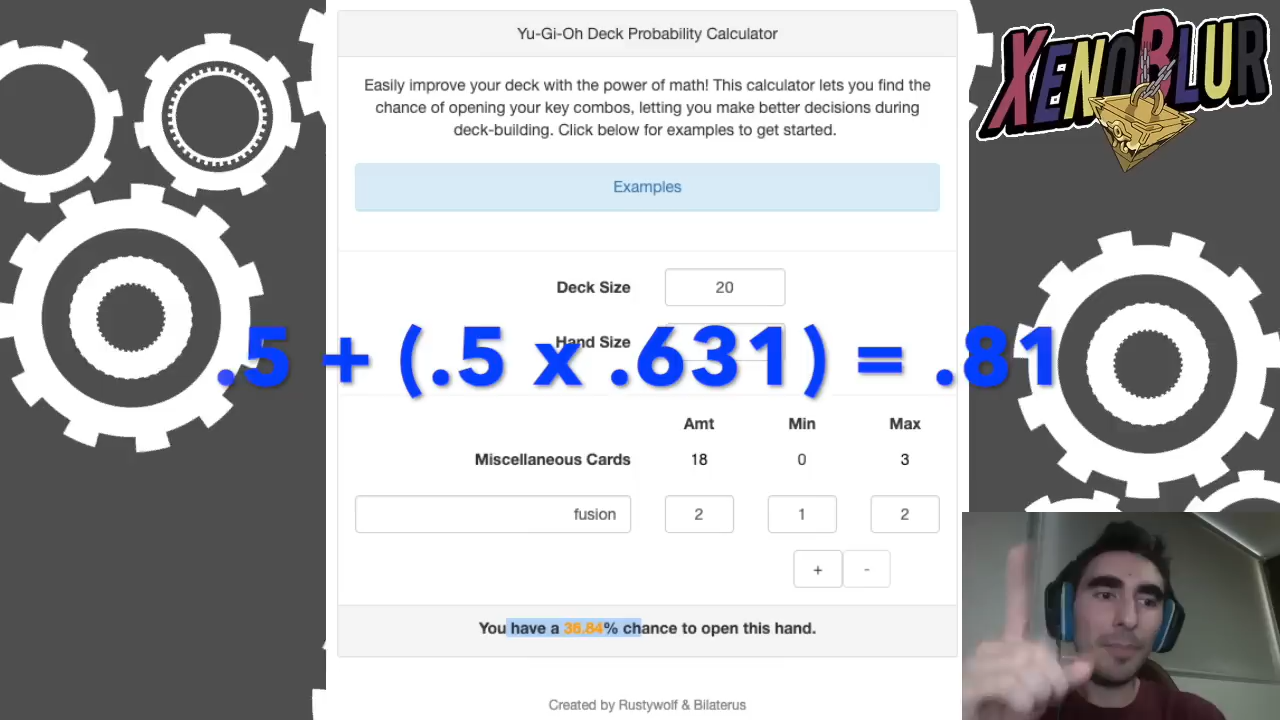 Yu-Gi-Oh Deck Probability Calculator
XENOBLUR
Easily improve your deck with the power of math! This calculator lets you find the
chance of opening your key combos, letting you make better decisions during
deck-building. Click below for examples to get started.
Examples
Deck Size 20
Hand Size
.5 + (.5 x .631) = .81
Amt Min Max
Miscellaneous Cards 18 0 3
fusion 2 1 2
+ -
You have a 36.84% chance to open this hand.
Created by Rustywolf & Bilaterus